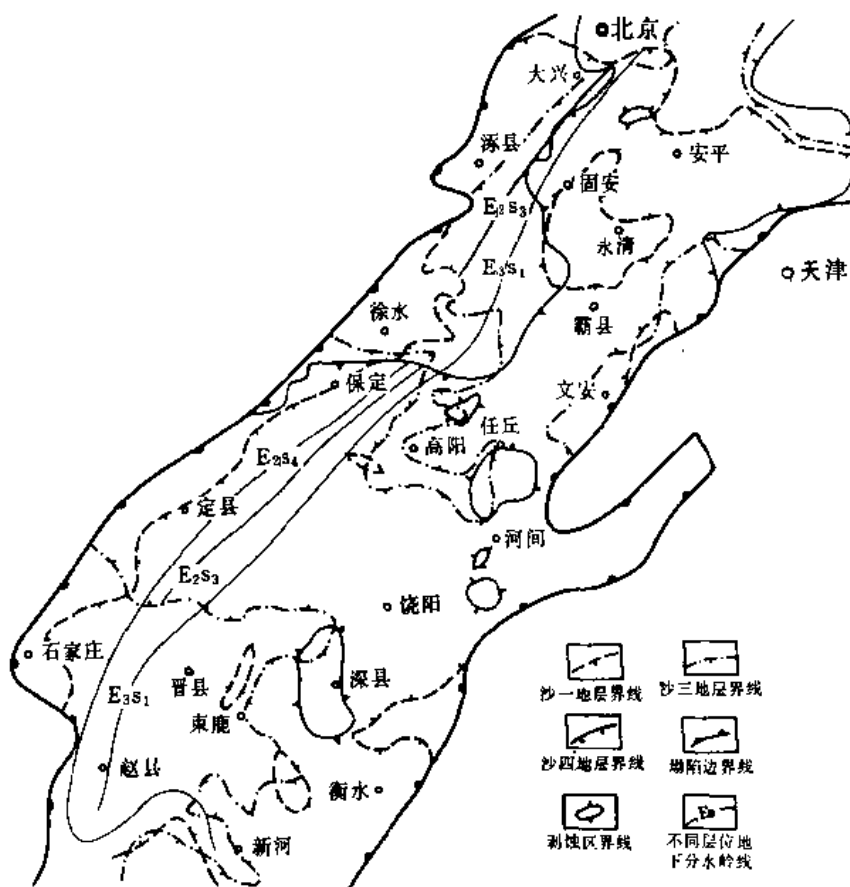 北京
大兴
涿县
安平
固安
E₂s₃
永清
E₃s₁
天津
徐水
霸县
保定
文安
任丘
高阳
E₂s₄
定县
河间
E₂s₃
饶阳
石家庄
晋县
深县
E₃s₁
束鹿
赵县
衡水
新河
沙一地层界线
沙三地层界线
沙四地层界线
塌陷边界线
剥蚀区界线
不同层位地
下分水岭线